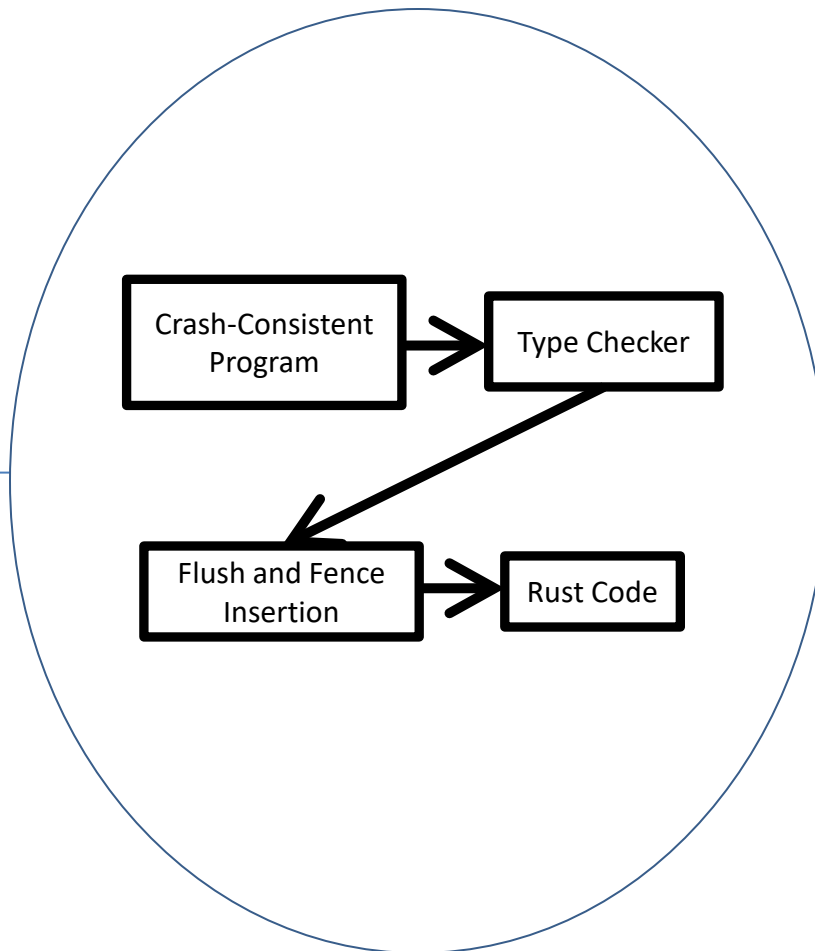 Crash-Consistent
Program
Type Checker
Flush and Fence
Insertion
Rust Code